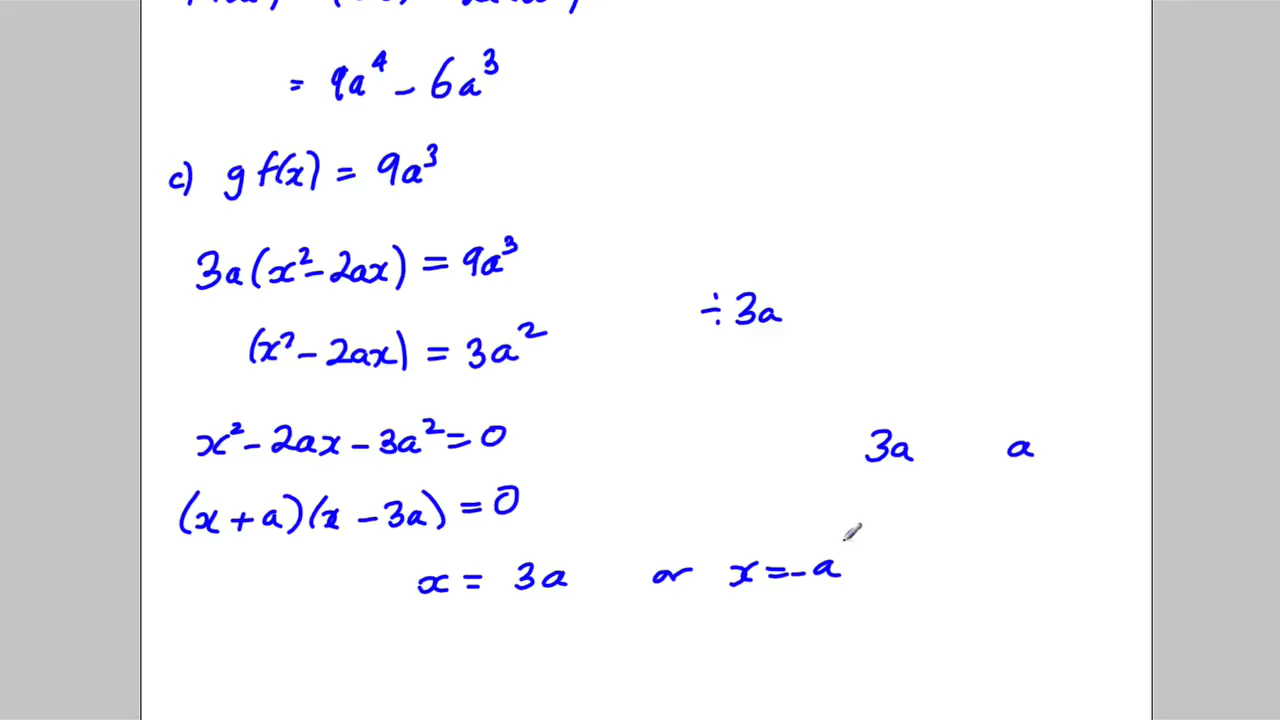 = 9a⁴ - 6a³
c) gf(x) = 9a³
3a(x² - 2ax) = 9a³
÷ 3a
(x² - 2ax) = 3a²
x² - 2ax - 3a² = 0
3a a
(x + a)(x - 3a) = 0
x = 3a or x = -a